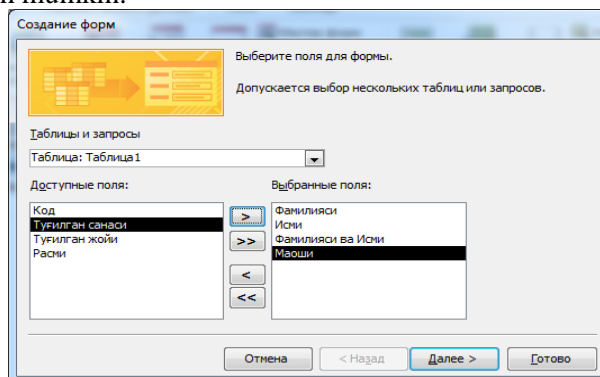 Создание форм
Выберите поля для формы.
Допускается выбор нескольких таблиц или запросов.
Таблицы и запросы
Таблица: Таблица1
Доступные поля:
Выбранные поля:
Код
Туғилган санаси
Туғилган жойи
Расми
>
>>
<
<<
Фамилияси
Исми
Фамилияси ва Исми
Маоши
Отмена
< Назад
Далее >
Готово